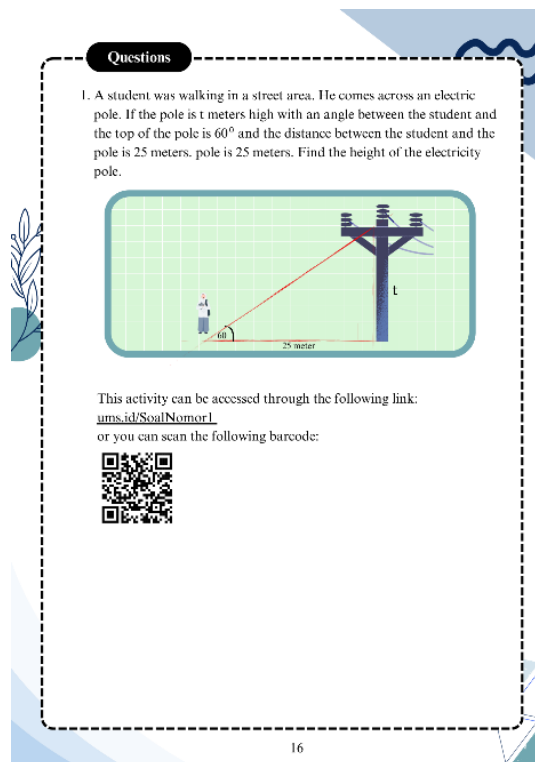 Questions
1. A student was walking in a street area. He comes across an electric
pole. If the pole is t meters high with an angle between the student and
the top of the pole is 60⁰ and the distance between the student and the
pole is 25 meters. pole is 25 meters. Find the height of the electricity
pole.
t
60
25 meter
This activity can be accessed through the following link:
ums.id/SoalNomor1
or you can scan the following barcode:
16